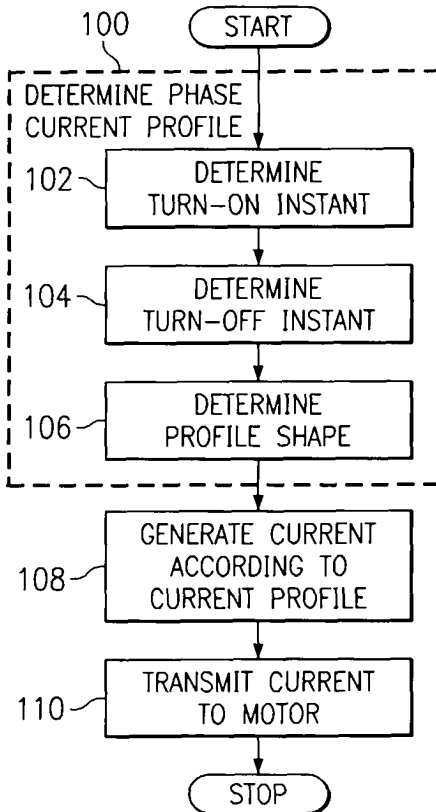 100
START
DETERMINE PHASE
CURRENT PROFILE
102
DETERMINE
TURN-ON INSTANT
104
DETERMINE
TURN-OFF INSTANT
106
DETERMINE
PROFILE SHAPE
108
GENERATE CURRENT
ACCORDING TO
CURRENT PROFILE
110
TRANSMIT CURRENT
TO MOTOR
STOP